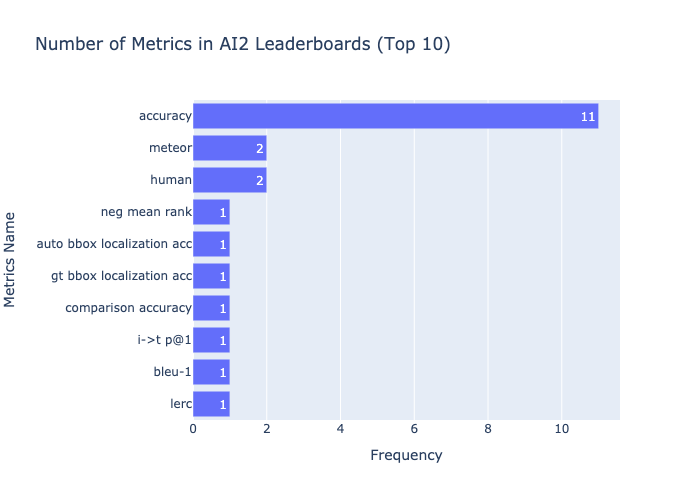 Number of Metrics in AI2 Leaderboards (Top 10)
Metrics Name
accuracy 11
meteor 2
human 2
neg mean rank 1
auto bbox localization acc 1
gt bbox localization acc 1
comparison accuracy 1
i->t p@1 1
bleu-1 1
lerc 1
0 2 4 6 8 10
Frequency